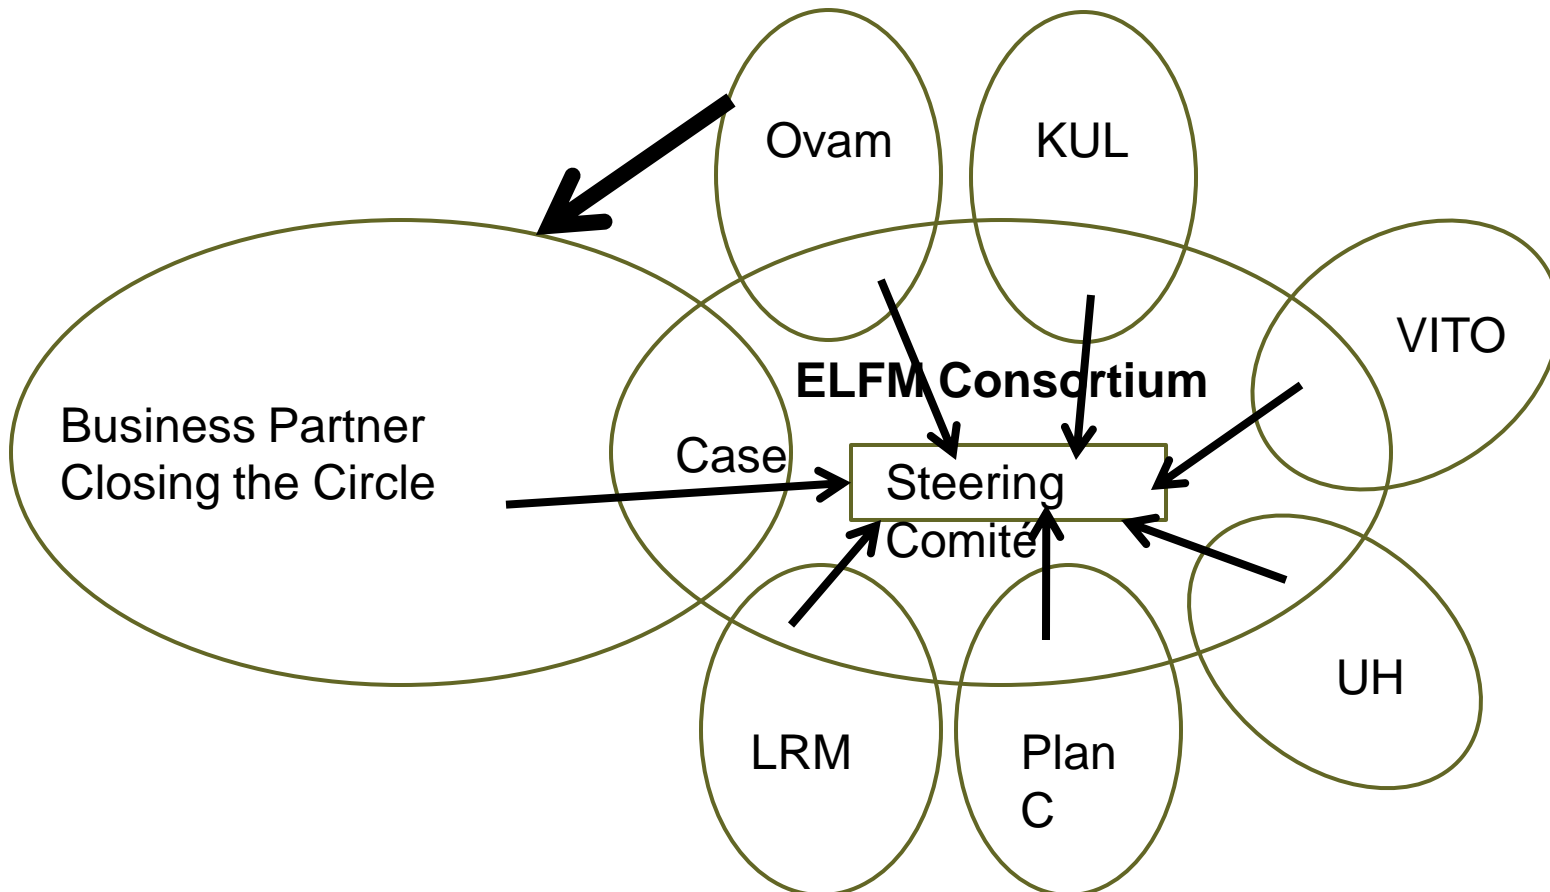 Ovam
KUL
VITO
ELFM Consortium
Business Partner
Closing the Circle
Case
Steering
Comité
UH
LRM
Plan
C